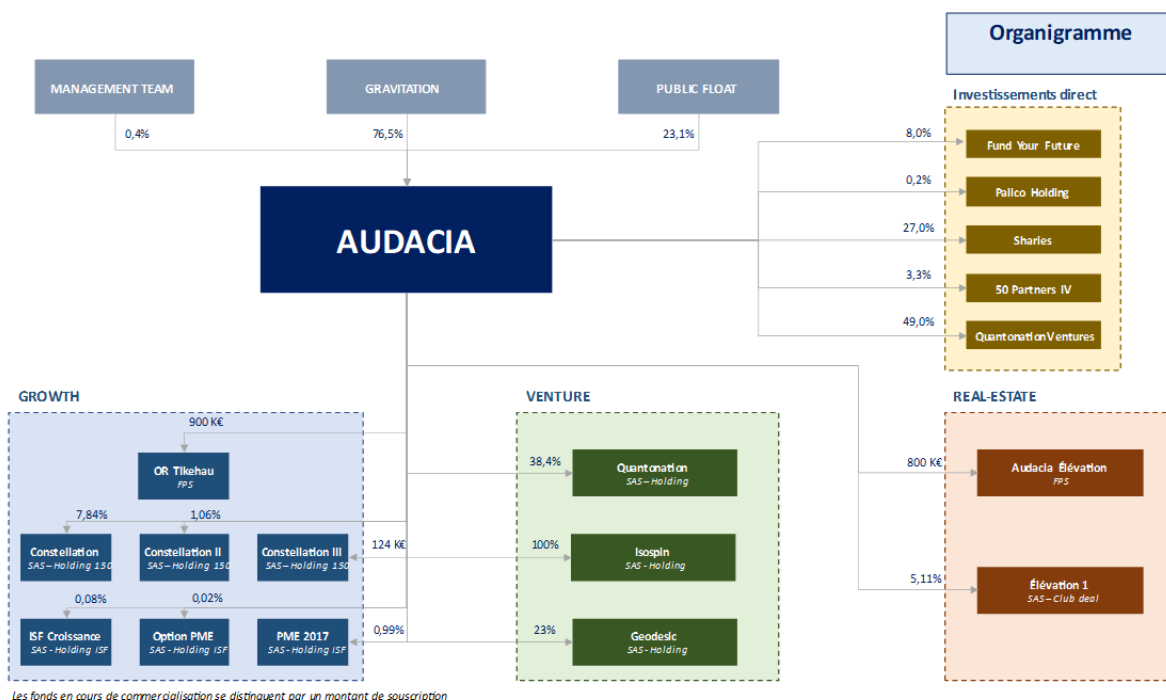 Organigramme
MANAGEMENT TEAM
GRAVITATION
PUBLIC FLOAT
0,4%
76,5%
23,1%
AUDACIA
Investissements direct
8,0%
Fund Your Future
0,2%
Palico Holding
27,0%
Sharies
3,3%
50 Partners IV
49,0%
QuantonationVentures
GROWTH
900 K€
OR Tikehau
FPS
7,84%
1,06%
Constellation
SAS – Holding 150
Constellation II
SAS – Holding 150
Constellation III
SAS – Holding 150
124 K€
0,08%
0,02%
ISF Croissance
SAS - Holding ISF
Option PME
SAS - Holding ISF
PME 2017
SAS - Holding ISF
0,99%
VENTURE
38,4%
Quantonation
SAS – Holding
100%
Isospin
SAS - Holding
23%
Geodesic
SAS - Holding
REAL-ESTATE
800 K€
Audacia Élévation
FPS
5,11%
Élévation 1
SAS – Club deal
Les fonds en cours de commercialisation se distinguent par un montant de souscription